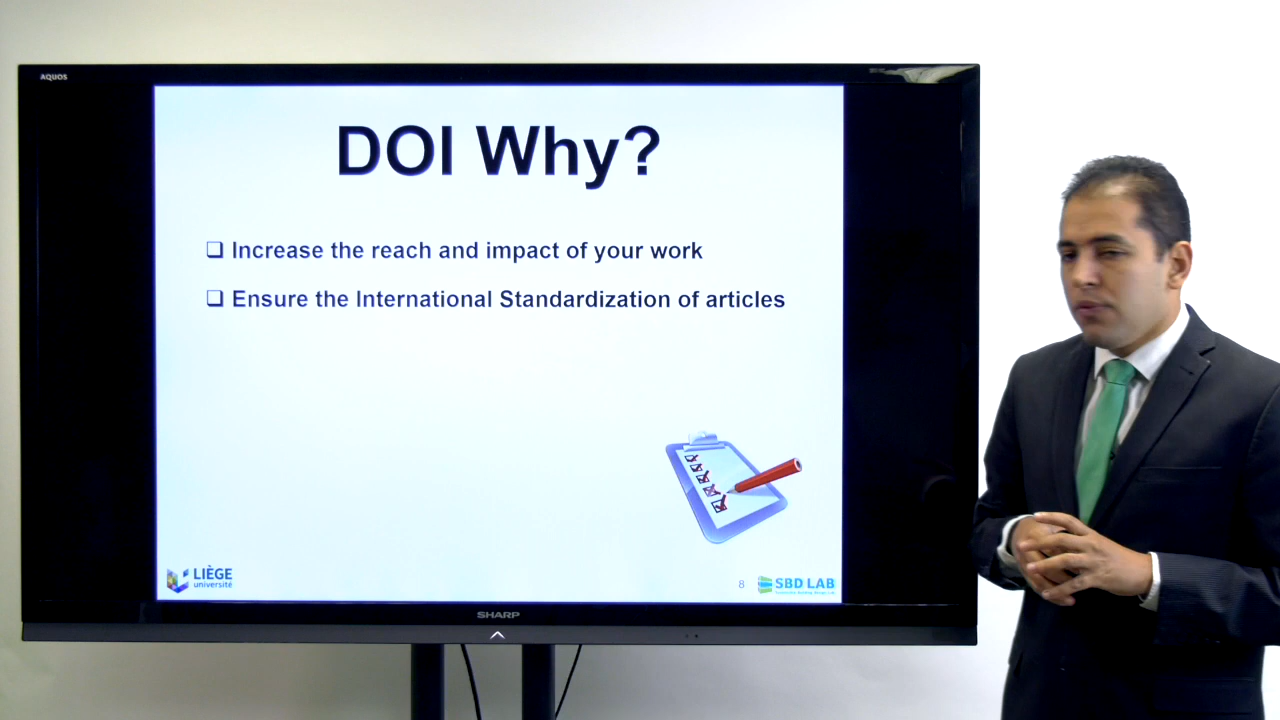 AQUOS
DOI Why?
❑ Increase the reach and impact of your work
❑ Ensure the International Standardization of articles
LIÈGE
université
8
SBD LAB
SHARP